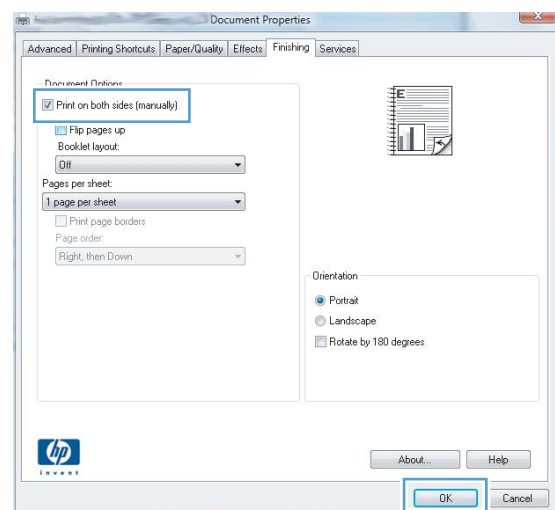 Document Properties
Advanced Printing Shortcuts Paper/Quality Effects Finishing Services
Document Options
Print on both sides (manually)
Flip pages up
Booklet layout:
Off
Pages per sheet:
1 page per sheet
Print page borders
Page order:
Right, then Down
E
Orientation
Portrait
Landscape
Rotate by 180 degrees
hp
invent
About... Help
OK Cancel